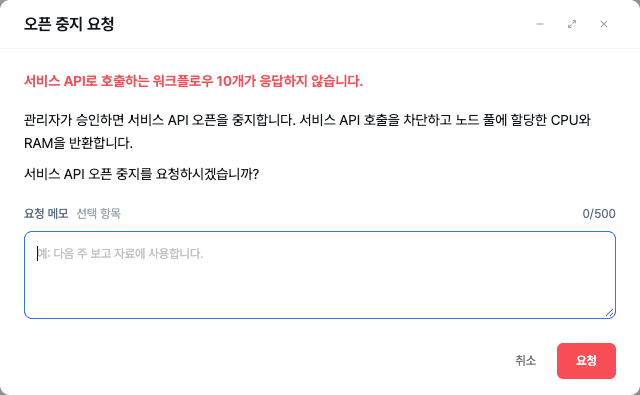 오픈 중지 요청
서비스 API로 호출하는 워크플로우 10개가 응답하지 않습니다.
관리자가 승인하면 서비스 API 오픈을 중지합니다. 서비스 API 호출을 차단하고 노드 풀에 할당한 CPU와
RAM을 반환합니다.
서비스 API 오픈 중지를 요청하시겠습니까?
요청 메모 선택 항목 0/500
예: 다음 주 보고 자료에 사용합니다.
취소 요청